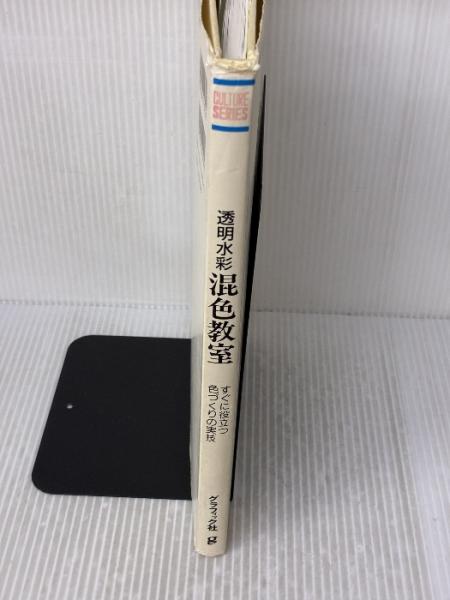 CULTURE
SERIES
透明水彩
混色教室
すぐに役立つ
色づくりの実技
グラフィック社
g